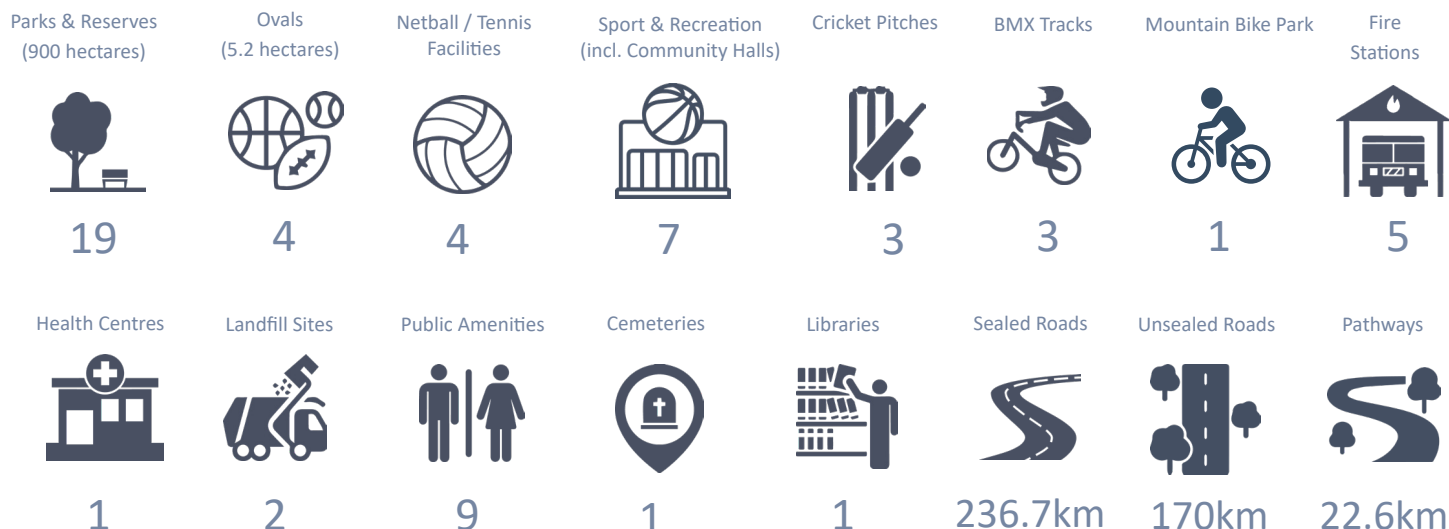 Parks & Reserves
(900 hectares)
19
Ovals
(5.2 hectares)
4
Netball / Tennis
Facilities
4
Sport & Recreation
(incl. Community Halls)
7
Cricket Pitches
3
BMX Tracks
3
Mountain Bike Park
1
Fire
Stations
5
Health Centres
1
Landfill Sites
2
Public Amenities
9
Cemeteries
1
Libraries
1
Sealed Roads
236.7km
Unsealed Roads
170km
Pathways
22.6km